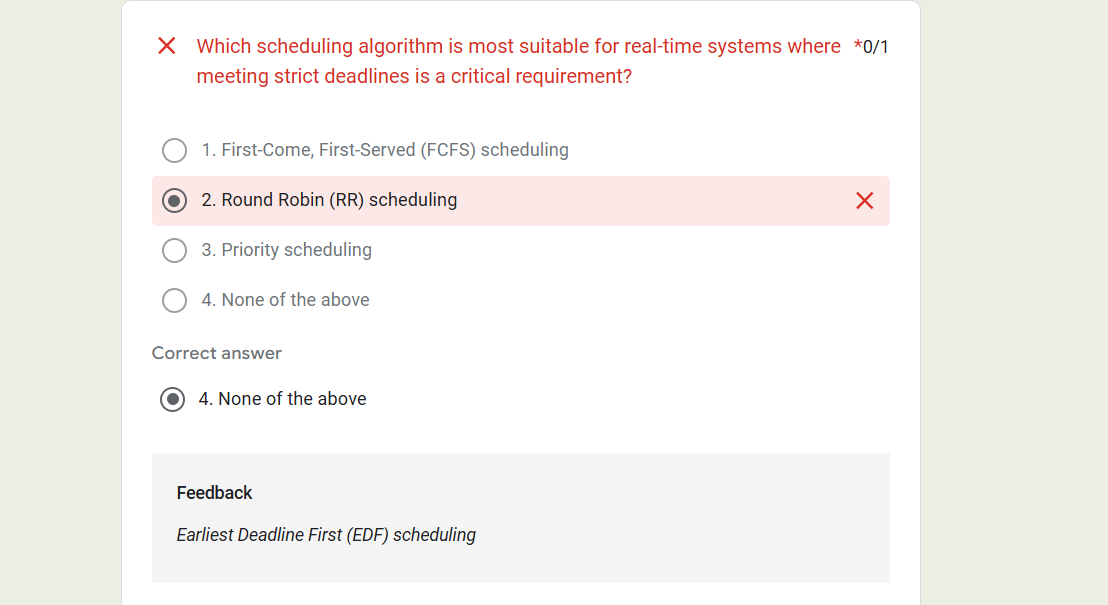 Which scheduling algorithm is most suitable for real-time systems where *0/1
meeting strict deadlines is a critical requirement?
1. First-Come, First-Served (FCFS) scheduling
2. Round Robin (RR) scheduling
3. Priority scheduling
4. None of the above
Correct answer
4. None of the above
Feedback
Earliest Deadline First (EDF) scheduling